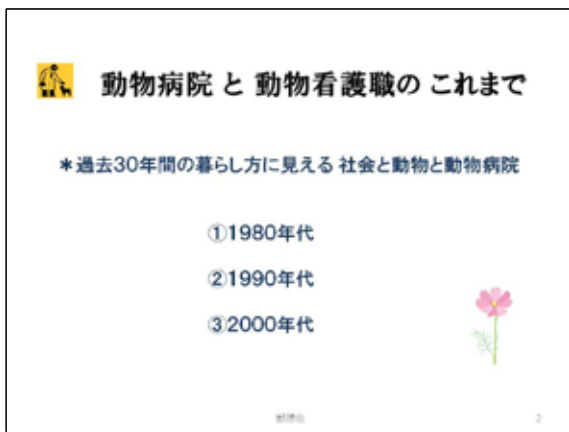 動物病院 と 動物看護職の これまで
＊過去30年間の暮らし方に見える 社会と動物と動物病院
①1980年代
②1990年代
③2000年代
2